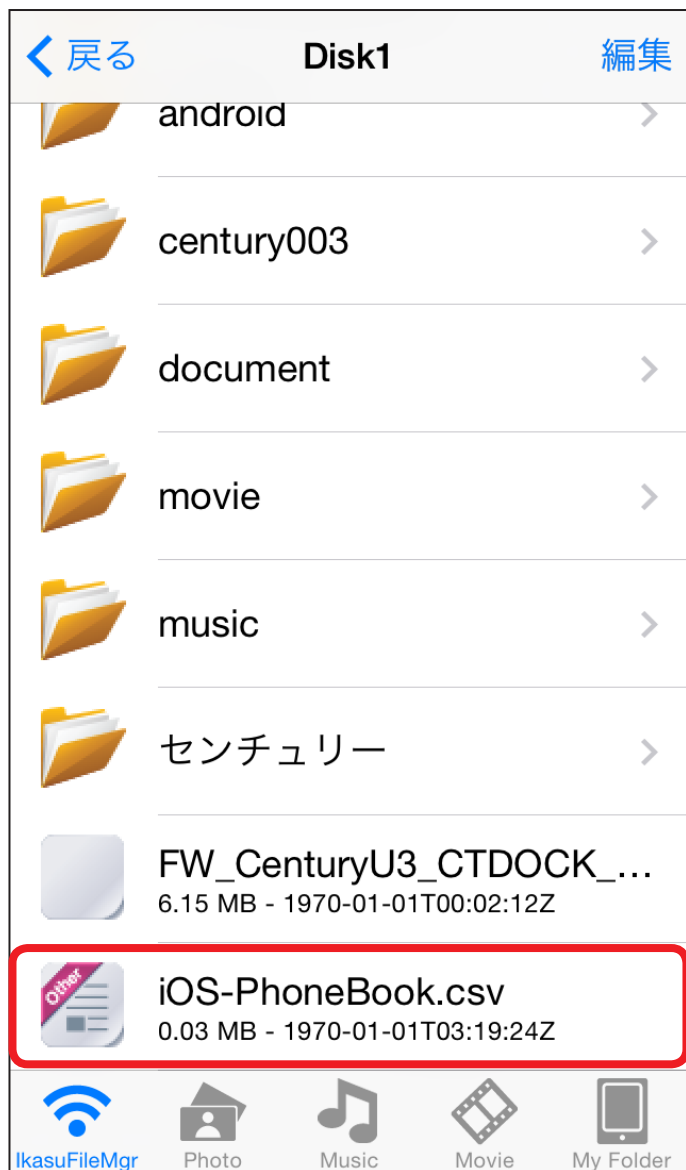 戻る Disk1 編集
android
century003
document
movie
music
センチュリー
FW_CenturyU3_CTDOCK_...
6.15 MB - 1970-01-01T00:02:12Z
Other
iOS-PhoneBook.csv
0.03 MB - 1970-01-01T03:19:24Z
IkasuFileMgr Photo Music Movie My Folder